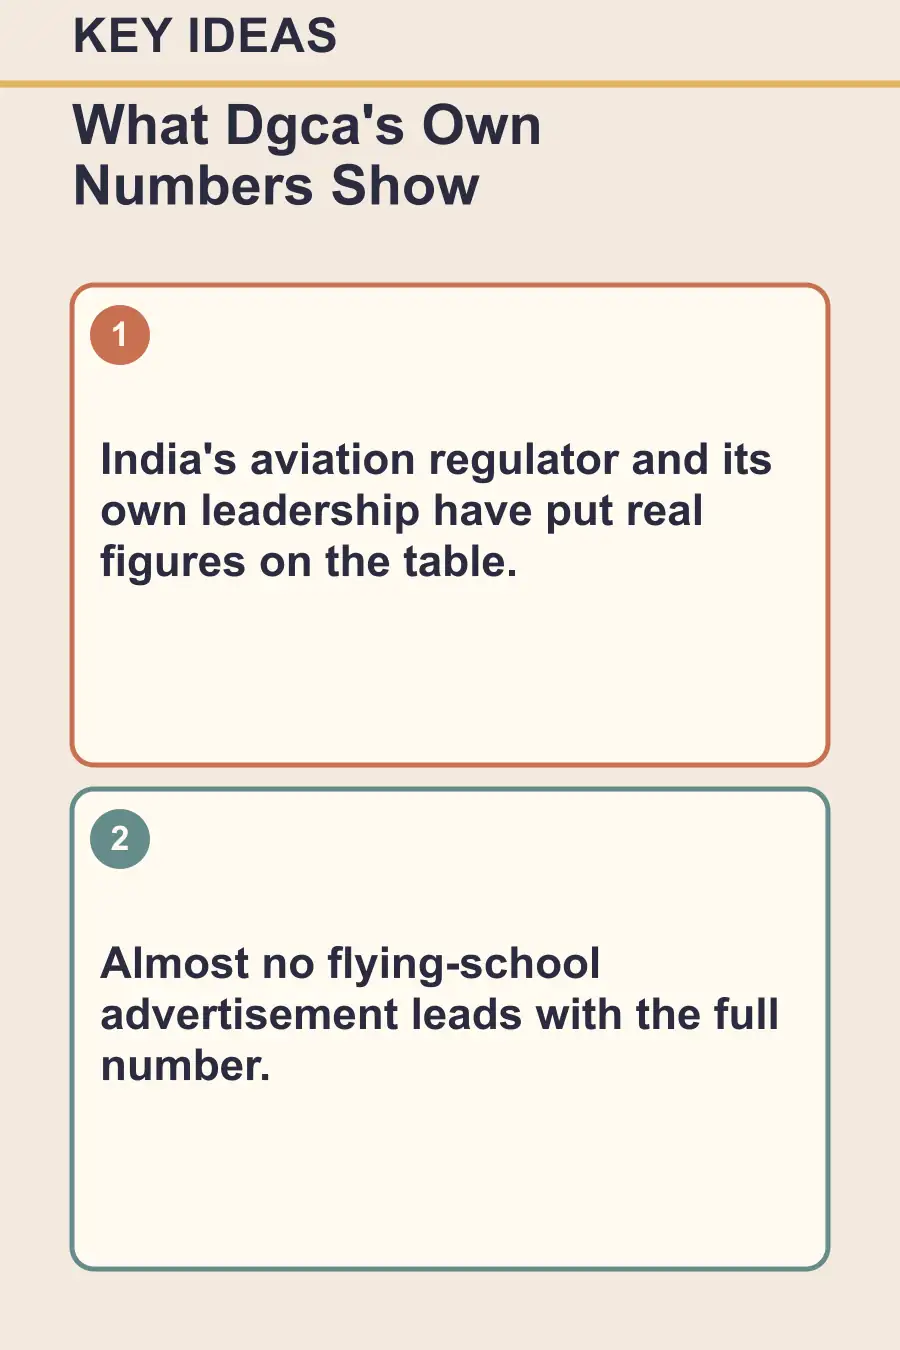 KEY IDEAS
What Dgca's Own
Numbers Show
1
India's aviation regulator and its
own leadership have put real
figures on the table.
2
Almost no flying-school
advertisement leads with the full
number.